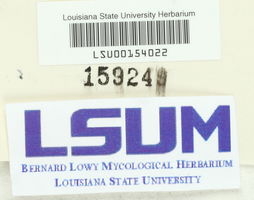 Louisiana State University Herbarium
LSU00154022
15924
LSUM
BERNARD LOWY MYCOLOGICAL HERBARIUM
LOUISIANA STATE UNIVERSITY